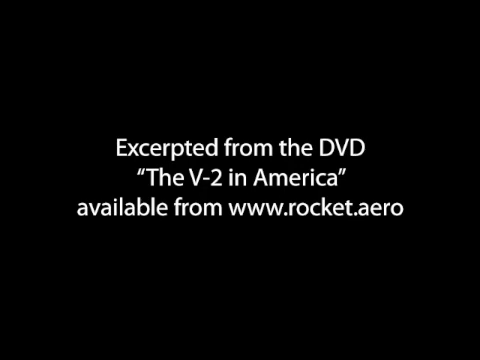 Excerpted from the DVD
“The V-2 in America”
available from www.rocket.aero